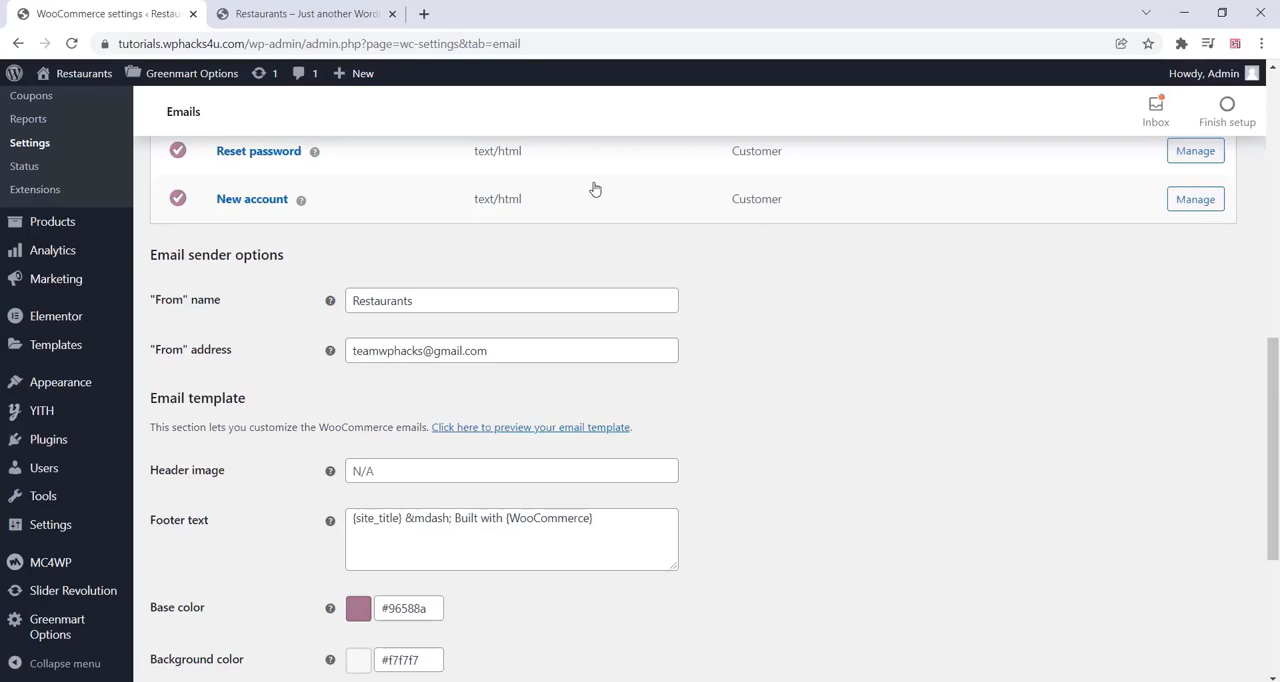 WooCommerce settings ‹ Restau
Restaurants – Just another Word
tutorials.wphacks4u.com/wp-admin/admin.php?page=wc-settings&tab=email
Restaurants
Greenmart Options
1
1
New
Howdy, Admin
Coupons
Reports
Settings
Status
Extensions
Products
Analytics
Marketing
Elementor
Templates
Appearance
YITH
Plugins
Users
Tools
Settings
MC4WP
Slider Revolution
Greenmart
Options
Collapse menu
Emails
Inbox
Finish setup
Reset password
text/html
Customer
Manage
New account
text/html
Customer
Manage
Email sender options
"From" name
Restaurants
"From" address
teamwphacks@gmail.com
Email template
This section lets you customize the WooCommerce emails. Click here to preview your email template.
Header image
N/A
Footer text
{site_title} &mdash; Built with {WooCommerce}
Base color
#96588a
Background color
#f7f7f7